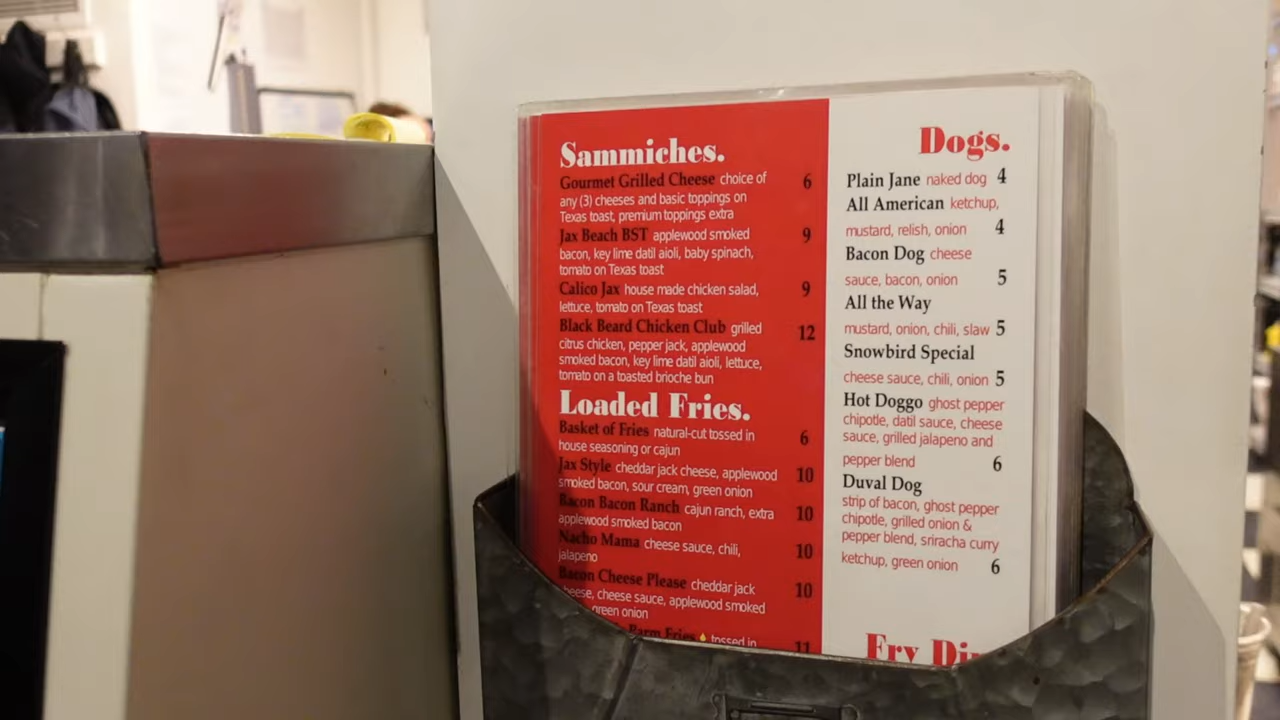 Sammiches.
Gourmet Grilled Cheese choice of 6
any (3) cheeses and basic toppings on
Texas toast, premium toppings extra
Jax Beach BST applewood smoked 9
bacon, key lime datil aioli, baby spinach,
tomato on Texas toast
Calico Jax house made chicken salad, 9
lettuce, tomato on Texas toast
Black Beard Chicken Club grilled 12
citrus chicken, pepper jack, applewood
smoked bacon, key lime datil aioli, lettuce,
tomato on a toasted brioche bun
Loaded Fries.
Basket of Fries natural-cut tossed in 6
house seasoning or cajun
Jax Style cheddar jack cheese, applewood 10
smoked bacon, sour cream, green onion
Bacon Bacon Ranch cajun ranch, extra 10
applewood smoked bacon
Nacho Mama cheese sauce, chili, 10
jalapeno
Bacon Cheese Please cheddar jack 10
cheese, cheese sauce, applewood smoked
green onion
Parm Fries tossed in 11
Dogs.
Plain Jane naked dog 4
All American ketchup,
mustard, relish, onion 4
Bacon Dog cheese
sauce, bacon, onion 5
All the Way
mustard, onion, chili, slaw 5
Snowbird Special
cheese sauce, chili, onion 5
Hot Doggo ghost pepper
chipotle, datil sauce, cheese
sauce, grilled jalapeno and
pepper blend 6
Duval Dog
strip of bacon, ghost pepper
chipotle, grilled onion &
pepper blend, sriracha curry
ketchup, green onion 6
Fry